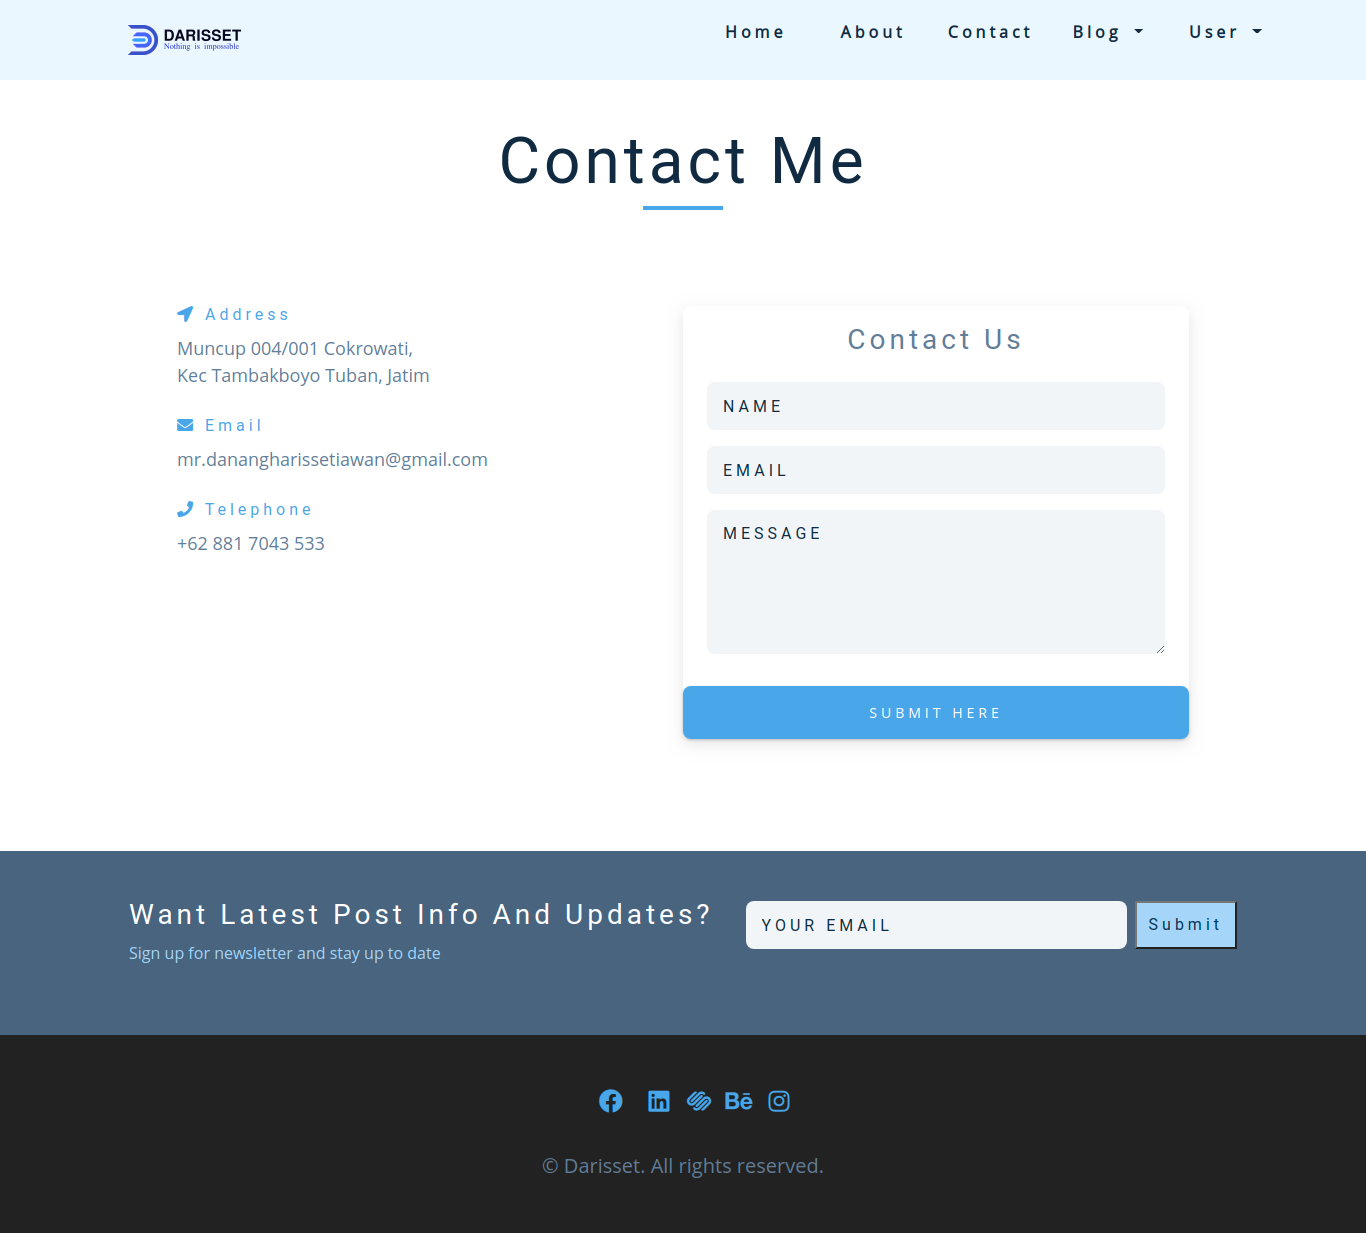 DARISSET
Nothing is impossible
Home About Contact Blog User
Contact Me
Address
Muncup 004/001 Cokrowati,
Kec Tambakboyo Tuban, Jatim
Email
mr.danangharissetiawan@gmail.com
Telephone
+62 881 7043 533
Contact Us
NAME
EMAIL
MESSAGE
SUBMIT HERE
Want Latest Post Info And Updates?
Sign up for newsletter and stay up to date
YOUR EMAIL
Submit
© Darisset. All rights reserved.